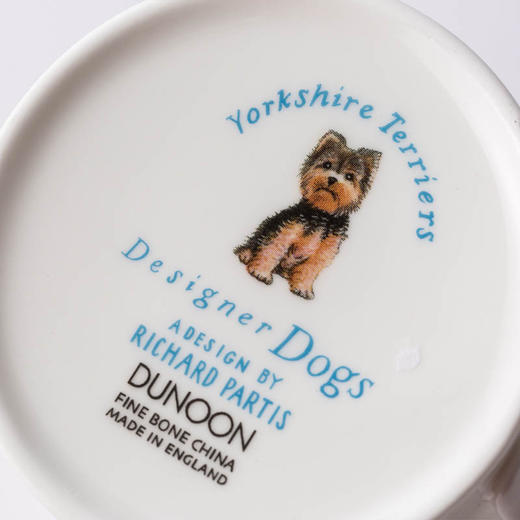 Yorkshire Terriers
Designer Dogs
A DESIGN BY
RICHARD PARTIS
DUNOON
FINE BONE CHINA
MADE IN ENGLAND